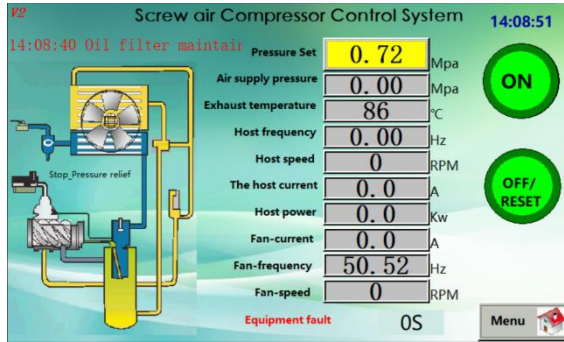 V2
Screw air Compressor Control System
14:08:51
14:08:40 Oil filter maintain
Pressure Set 0.72 Mpa
Air supply pressure 0.00 Mpa
Exhaust temperature 86 ℃
Host frequency 0.00 Hz
Host speed 0 RPM
The host current 0.0 A
Host power 0.0 Kw
Fan-current 0.0 A
Fan-frequency 50.52 Hz
Fan-speed 0 RPM
Equipment fault 0S
Stop_Pressure relief
ON
OFF/
RESET
Menu